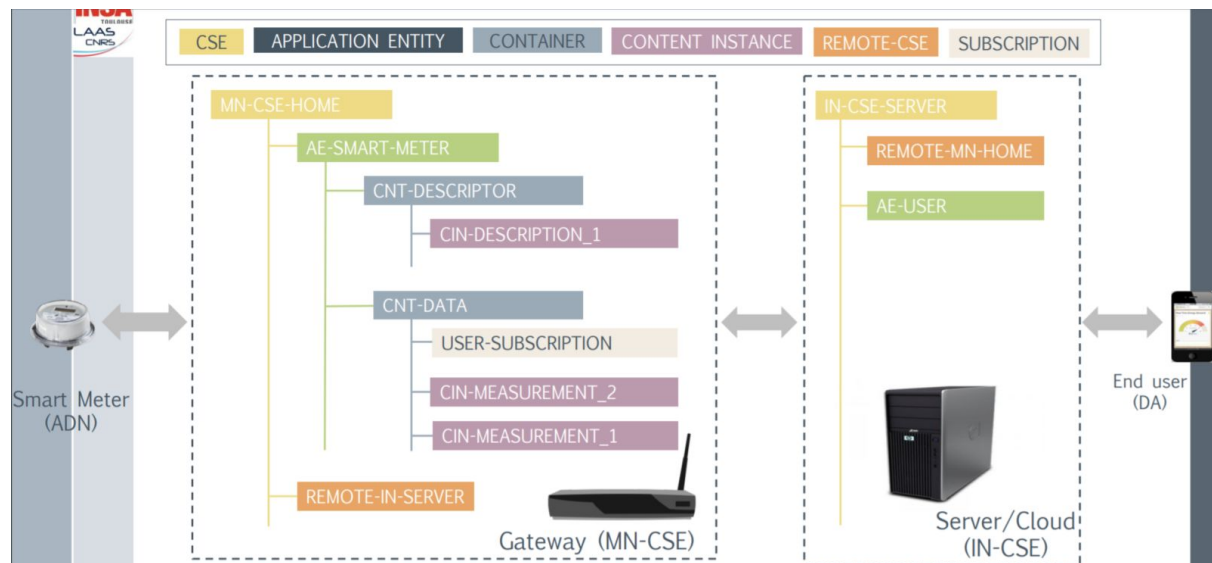 INSA
TOULOUSE
LAAS
CNRS
CSE
APPLICATION ENTITY
CONTAINER
CONTENT INSTANCE
REMOTE-CSE
SUBSCRIPTION
MN-CSE-HOME
AE-SMART-METER
CNT-DESCRIPTOR
CIN-DESCRIPTION_1
CNT-DATA
USER-SUBSCRIPTION
CIN-MEASUREMENT_2
CIN-MEASUREMENT_1
REMOTE-IN-SERVER
Gateway (MN-CSE)
IN-CSE-SERVER
REMOTE-MN-HOME
AE-USER
Server/Cloud
(IN-CSE)
Smart Meter
(ADN)
End user
(DA)